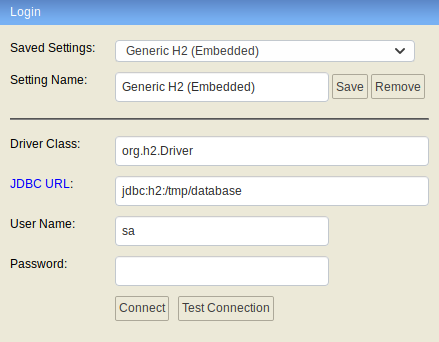 Login
Saved Settings: Generic H2 (Embedded)
Setting Name: Generic H2 (Embedded) Save Remove
Driver Class: org.h2.Driver
JDBC URL: jdbc:h2:/tmp/database
User Name: sa
Password:
Connect Test Connection